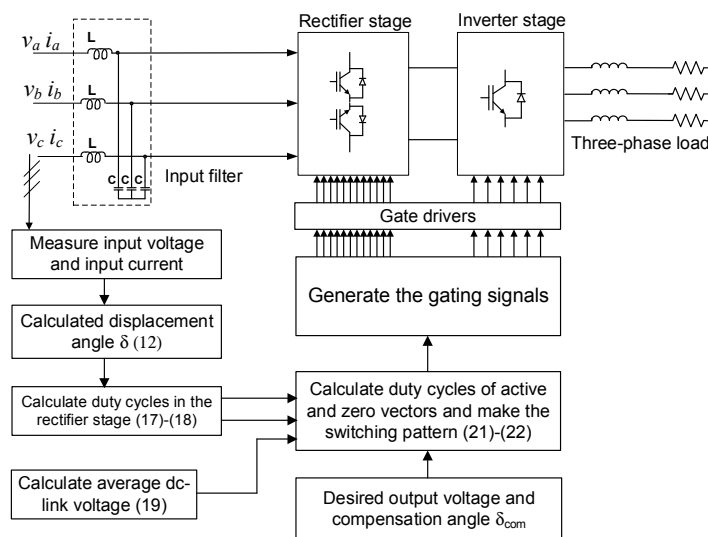 Rectifier stage
Inverter stage
L
v_a i_a
L
v_b i_b
L
v_c i_c
C C C
Input filter
Three-phase load
Gate drivers
Measure input voltage
and input current
Generate the gating signals
Calculated displacement
angle δ (12)
Calculate duty cycles in the
rectifier stage (17)-(18)
Calculate duty cycles of active
and zero vectors and make the
switching pattern (21)-(22)
Calculate average dc-
link voltage (19)
Desired output voltage and
compensation angle δcom